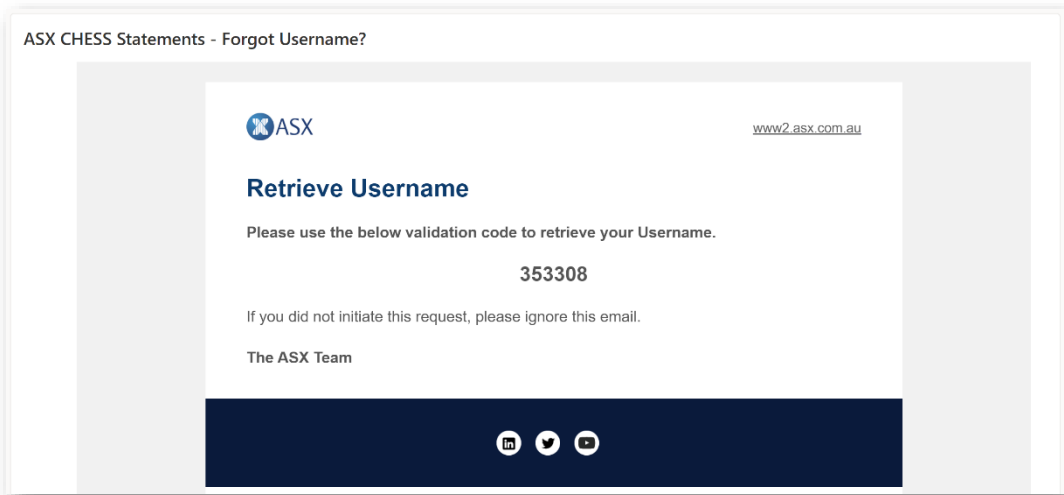 ASX CHESS Statements - Forgot Username?
ASX
www2.asx.com.au
Retrieve Username
Please use the below validation code to retrieve your Username.
353308
If you did not initiate this request, please ignore this email.
The ASX Team
in